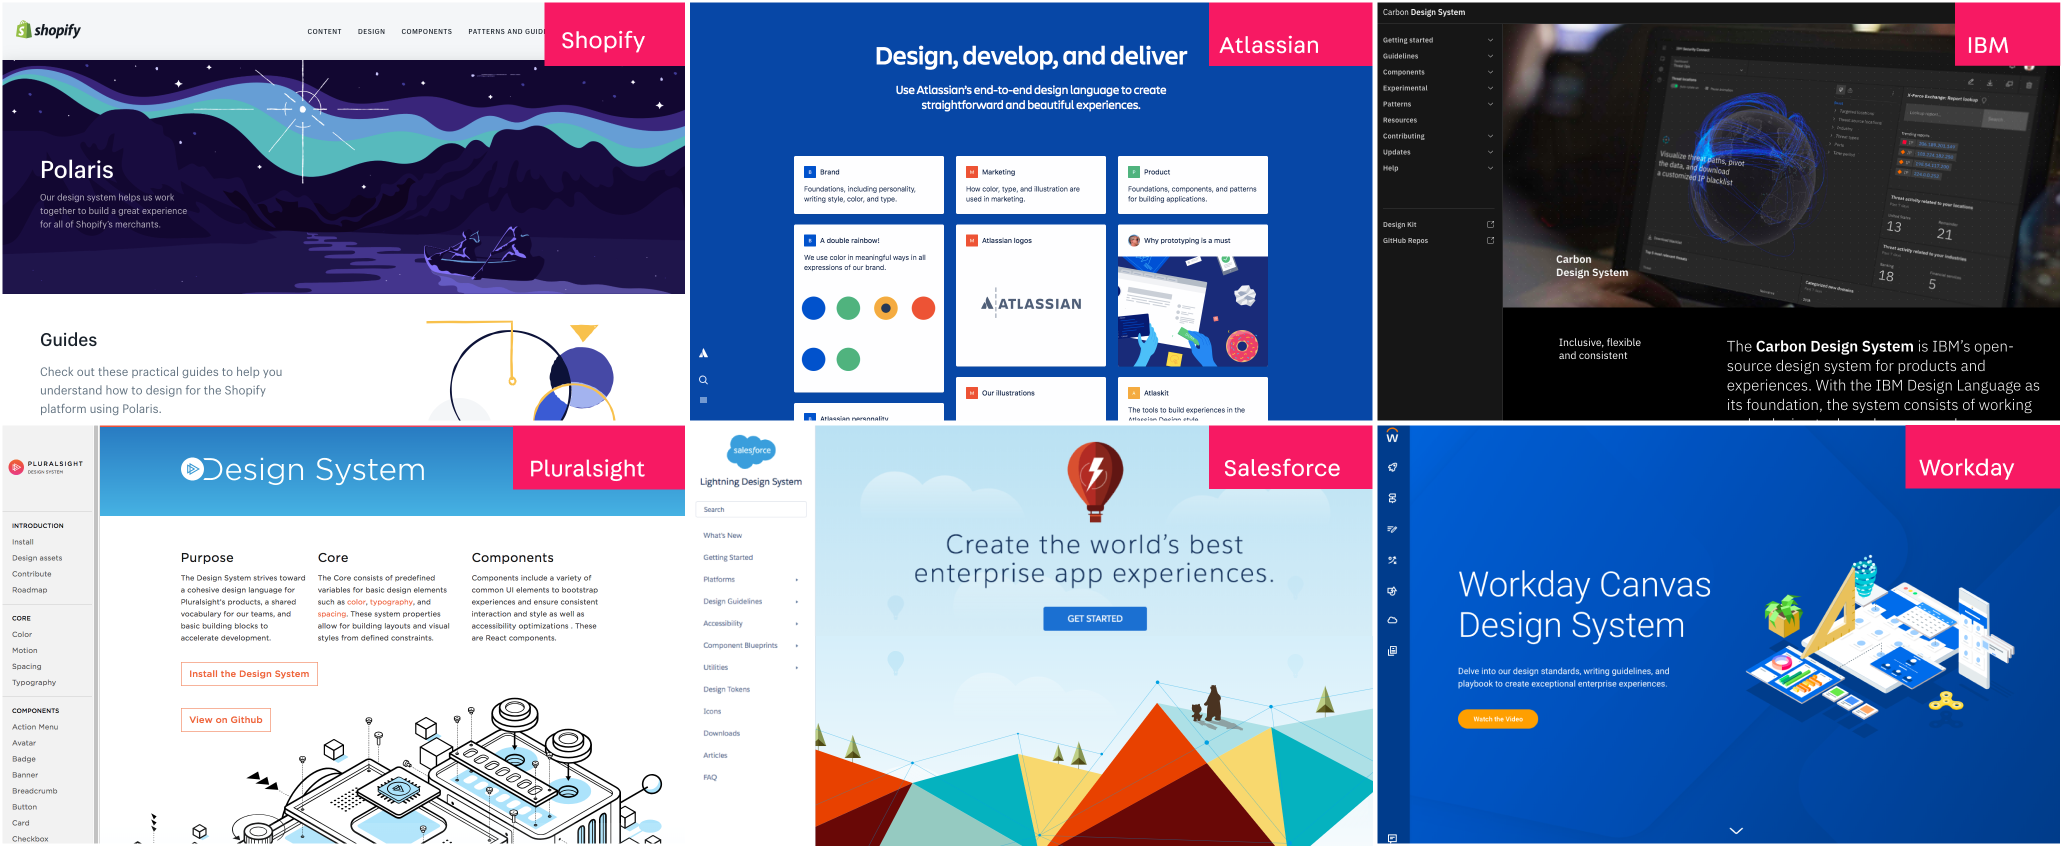 shopify
CONTENT
DESIGN
COMPONENTS
PATTERNS AND GUID
Shopify
Polaris
Our design system helps us work
together to build a great experience
for all of Shopify's merchants.
Guides
Check out these practical guides to help you
understand how to design for the Shopify
platform using Polaris.
Atlassian
Design, develop, and deliver
Use Atlassian's end-to-end design language to create
straightforward and beautiful experiences.
B Brand
Foundations, including personality,
writing style, color, and type.
M Marketing
How color, type, and illustration are
used in marketing.
P Product
Foundations, components, and patterns
for building applications.
B A double rainbow!
We use color in meaningful ways in all
expressions of our brand.
M Atlassian logos
ATLASSIAN
Why prototyping is a must
B Atlassian personality
M Our illustrations
Atlaskit
The tools to build experiences in the
Atlassian Design style.
Carbon Design System
IBM
Getting started
Guidelines
Components
Experimental
Patterns
Resources
Contributing
Updates
Help
Design Kit
GitHub Repos
X-Force Exchange: Report lookup
Visualize threat paths, pivot
the data, and download
a customized IP blacklist
Threat activity related to your locations
13
21
Threat activity related to your industries
18
5
Carbon
Design System
Inclusive, flexible
and consistent
The Carbon Design System is IBM's open-
source design system for products and
experiences. With the IBM Design Language as
its foundation, the system consists of working
PLURALSIGHT
DESIGN SYSTEM
INTRODUCTION
Install
Design assets
Contribute
Roadmap
CORE
Color
Motion
Spacing
Typography
COMPONENTS
Action Menu
Avatar
Badge
Banner
Breadcrumb
Button
Card
Checkbox
Design System
Pluralsight
Purpose
The Design System strives toward
a cohesive design language for
Pluralsight's products, a shared
vocabulary for our teams, and
basic building blocks to
accelerate development.
Core
The Core consists of predefined
variables for basic design elements
such as color, typography, and
spacing. These system properties
allow for building layouts and visual
styles from defined constraints.
Components
Components include a variety of
common UI elements to bootstrap
experiences and ensure consistent
interaction and style as well as
accessibility optimizations . These
are React components.
Install the Design System
View on Github
salesforce
Lightning Design System
Search
What's New
Getting Started
Platforms
Design Guidelines
Accessibility
Component Blueprints
Utilities
Design Tokens
Icons
Downloads
Articles
FAQ
Salesforce
Create the world's best
enterprise app experiences.
GET STARTED
W
Workday
Workday Canvas
Design System
Delve into our design standards, writing guidelines, and
playbook to create exceptional enterprise experiences.
Watch the Video